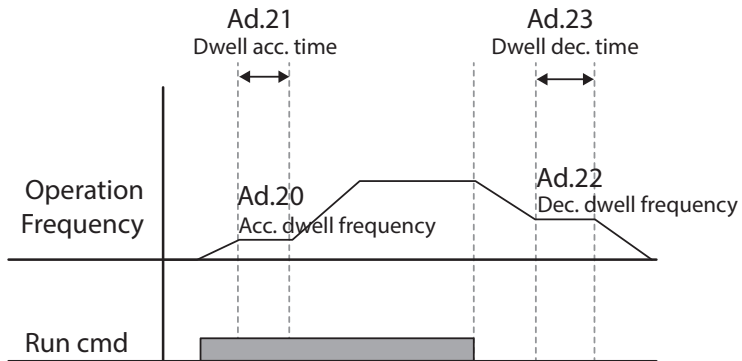 Ad.21
Dwell acc. time
Ad.23
Dwell dec. time
Operation
Frequency
Ad.20
Acc. dwell frequency
Ad.22
Dec. dwell frequency
Run cmd